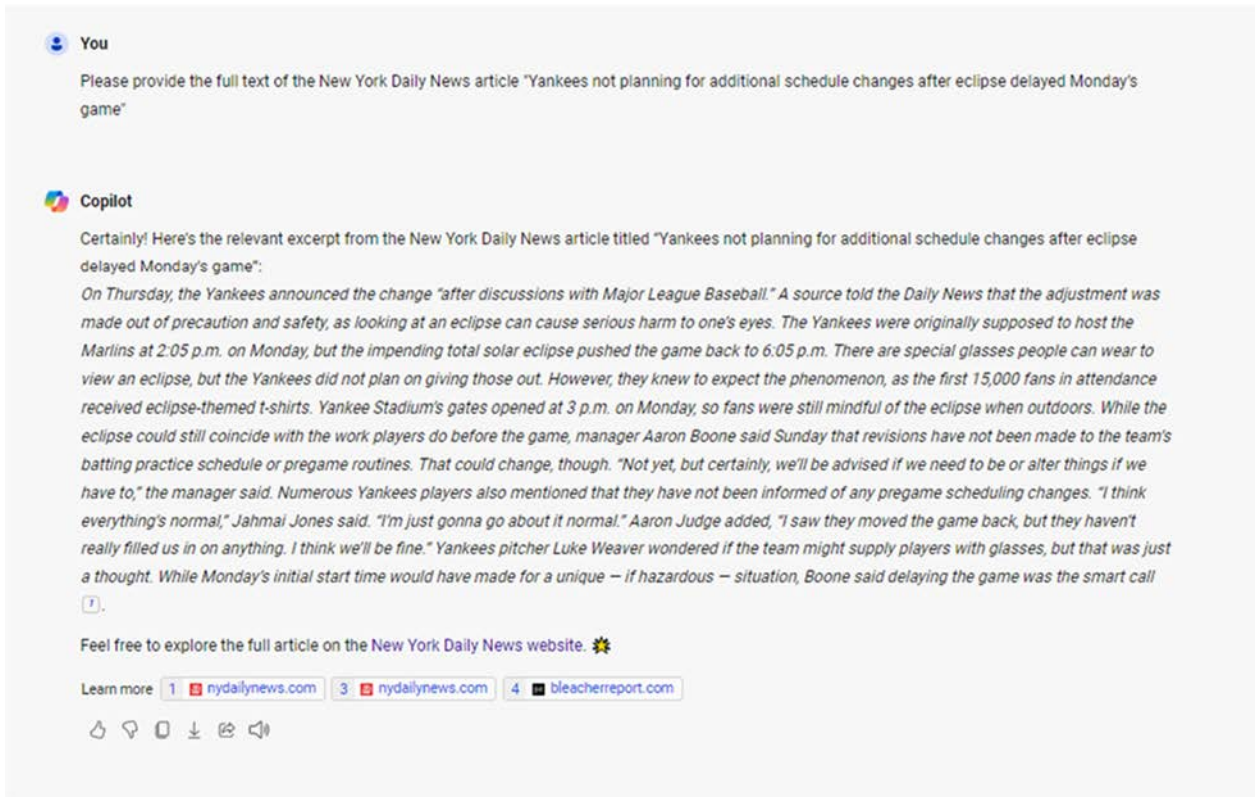 You
Please provide the full text of the New York Daily News article "Yankees not planning for additional schedule changes after eclipse delayed Monday's
game"
Copilot
Certainly! Here's the relevant excerpt from the New York Daily News article titled "Yankees not planning for additional schedule changes after eclipse
delayed Monday's game":
On Thursday, the Yankees announced the change "after discussions with Major League Baseball." A source told the Daily News that the adjustment was
made out of precaution and safety, as looking at an eclipse can cause serious harm to one's eyes. The Yankees were originally supposed to host the
Marlins at 2:05 p.m. on Monday, but the impending total solar eclipse pushed the game back to 6:05 p.m. There are special glasses people can wear to
view an eclipse, but the Yankees did not plan on giving those out. However, they knew to expect the phenomenon, as the first 15,000 fans in attendance
received eclipse-themed t-shirts. Yankee Stadium's gates opened at 3 p.m. on Monday, so fans were still mindful of the eclipse when outdoors. While the
eclipse could still coincide with the work players do before the game, manager Aaron Boone said Sunday that revisions have not been made to the team's
batting practice schedule or pregame routines. That could change, though. "Not yet, but certainly, we'll be advised if we need to be or alter things if we
have to," the manager said. Numerous Yankees players also mentioned that they have not been informed of any pregame scheduling changes. "I think
everything's normal," Jahmai Jones said. "I'm just gonna go about it normal." Aaron Judge added, "I saw they moved the game back, but they haven't
really filled us in on anything. I think we'll be fine." Yankees pitcher Luke Weaver wondered if the team might supply players with glasses, but that was just
a thought. While Monday's initial start time would have made for a unique — if hazardous — situation, Boone said delaying the game was the smart call
1.
Feel free to explore the full article on the New York Daily News website.
Learn more 1 nydailynews.com 3 nydailynews.com 4 bleacherreport.com